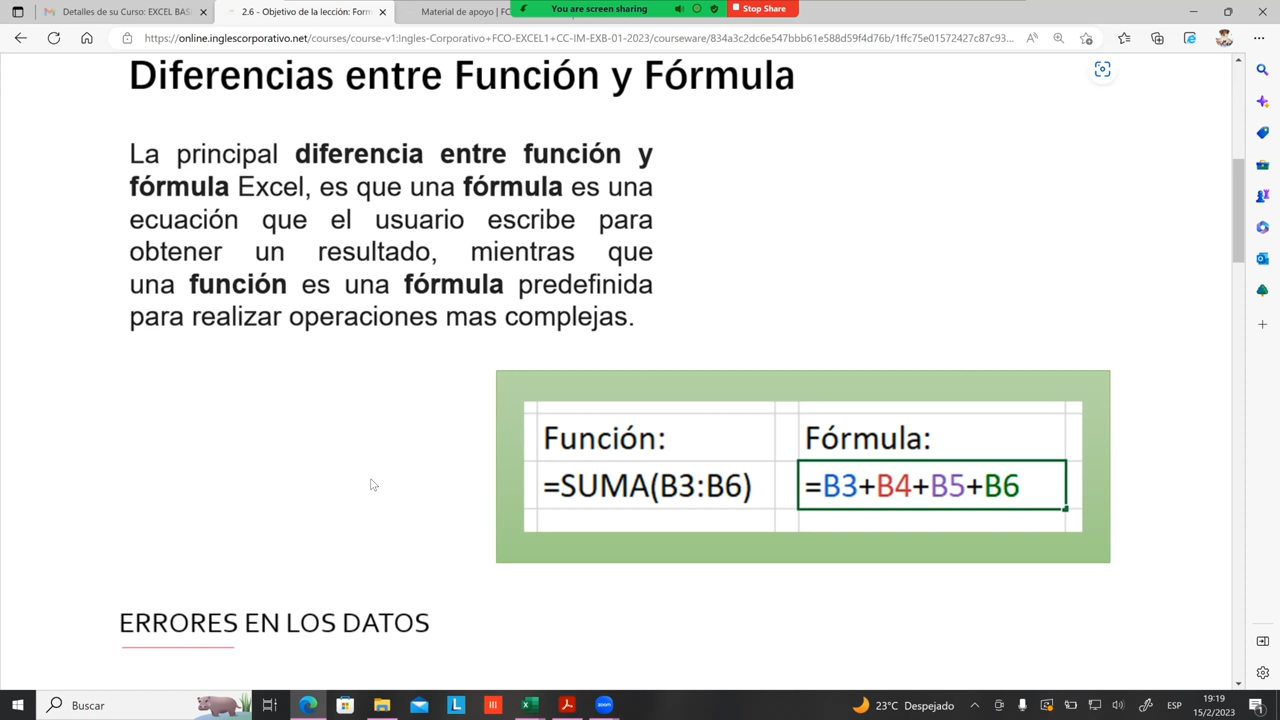 Detalles de su Curso: EXCEL BAS
2.6 - Objetivo de la lección: Form
Material de apoyo | FC
You are screen sharing
Stop Share
https://online.inglescorporativo.net/courses/course-v1:Ingles-Corporativo+FCO-EXCEL1+CC-IM-EXB-01-2023/courseware/834a3c2dc6e547bbb61e588d59f4d76b/1ffc75e01572427c87c93...
Diferencias entre Función y Fórmula
La principal diferencia entre función y
fórmula Excel, es que una fórmula es una
ecuación que el usuario escribe para
obtener un resultado, mientras que
una función es una fórmula predefinida
para realizar operaciones mas complejas.
Función:
Fórmula:
=SUMA(B3:B6)
=B3+B4+B5+B6
ERRORES EN LOS DATOS
Buscar
23°C Despejado
ESP
19:19
15/2/2023